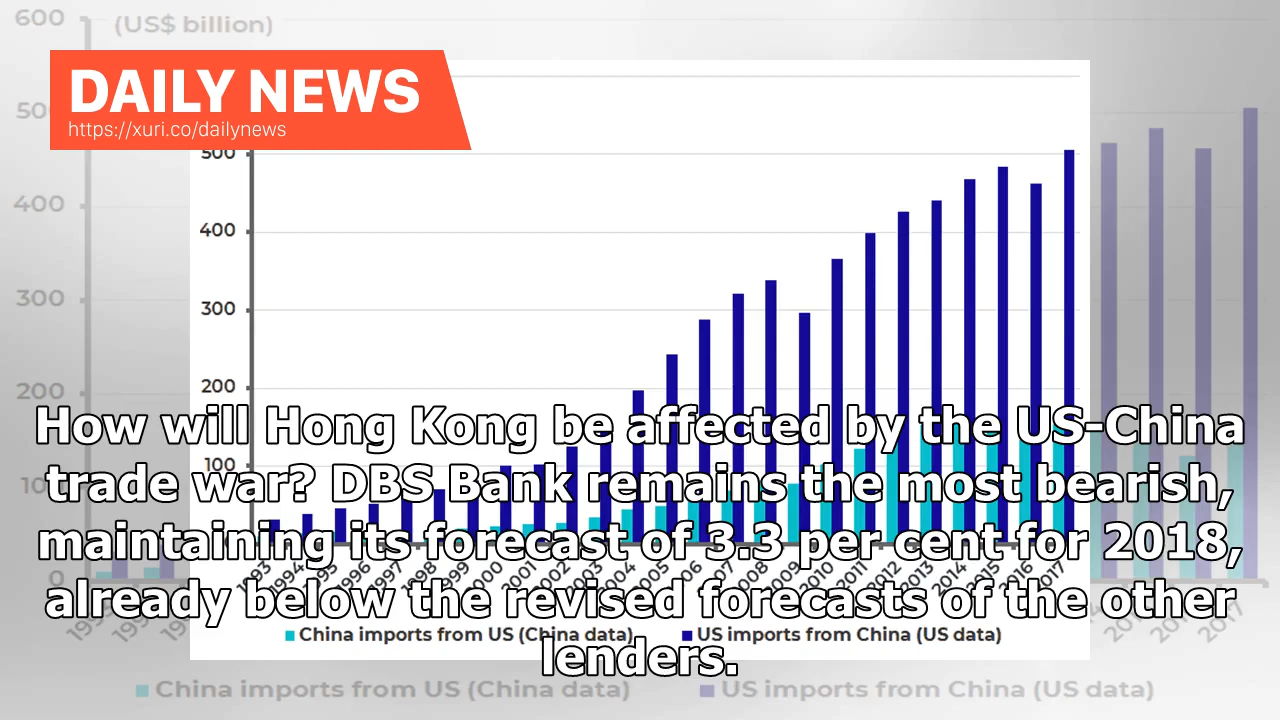 600
(US$ billion)
DAILY NEWS
https://xuri.co/dailynews
500
400
300
200
100
400
300
200
How will Hong Kong be affected by the US-China
trade war? DBS Bank remains the most bearish,
maintaining its forecast of 3.3 per cent for 2018,
already below the revised forecasts of the other
lenders.
China imports from US (China data)
US imports from China (US data)
China imports from US (China data)
US imports from China (US data)